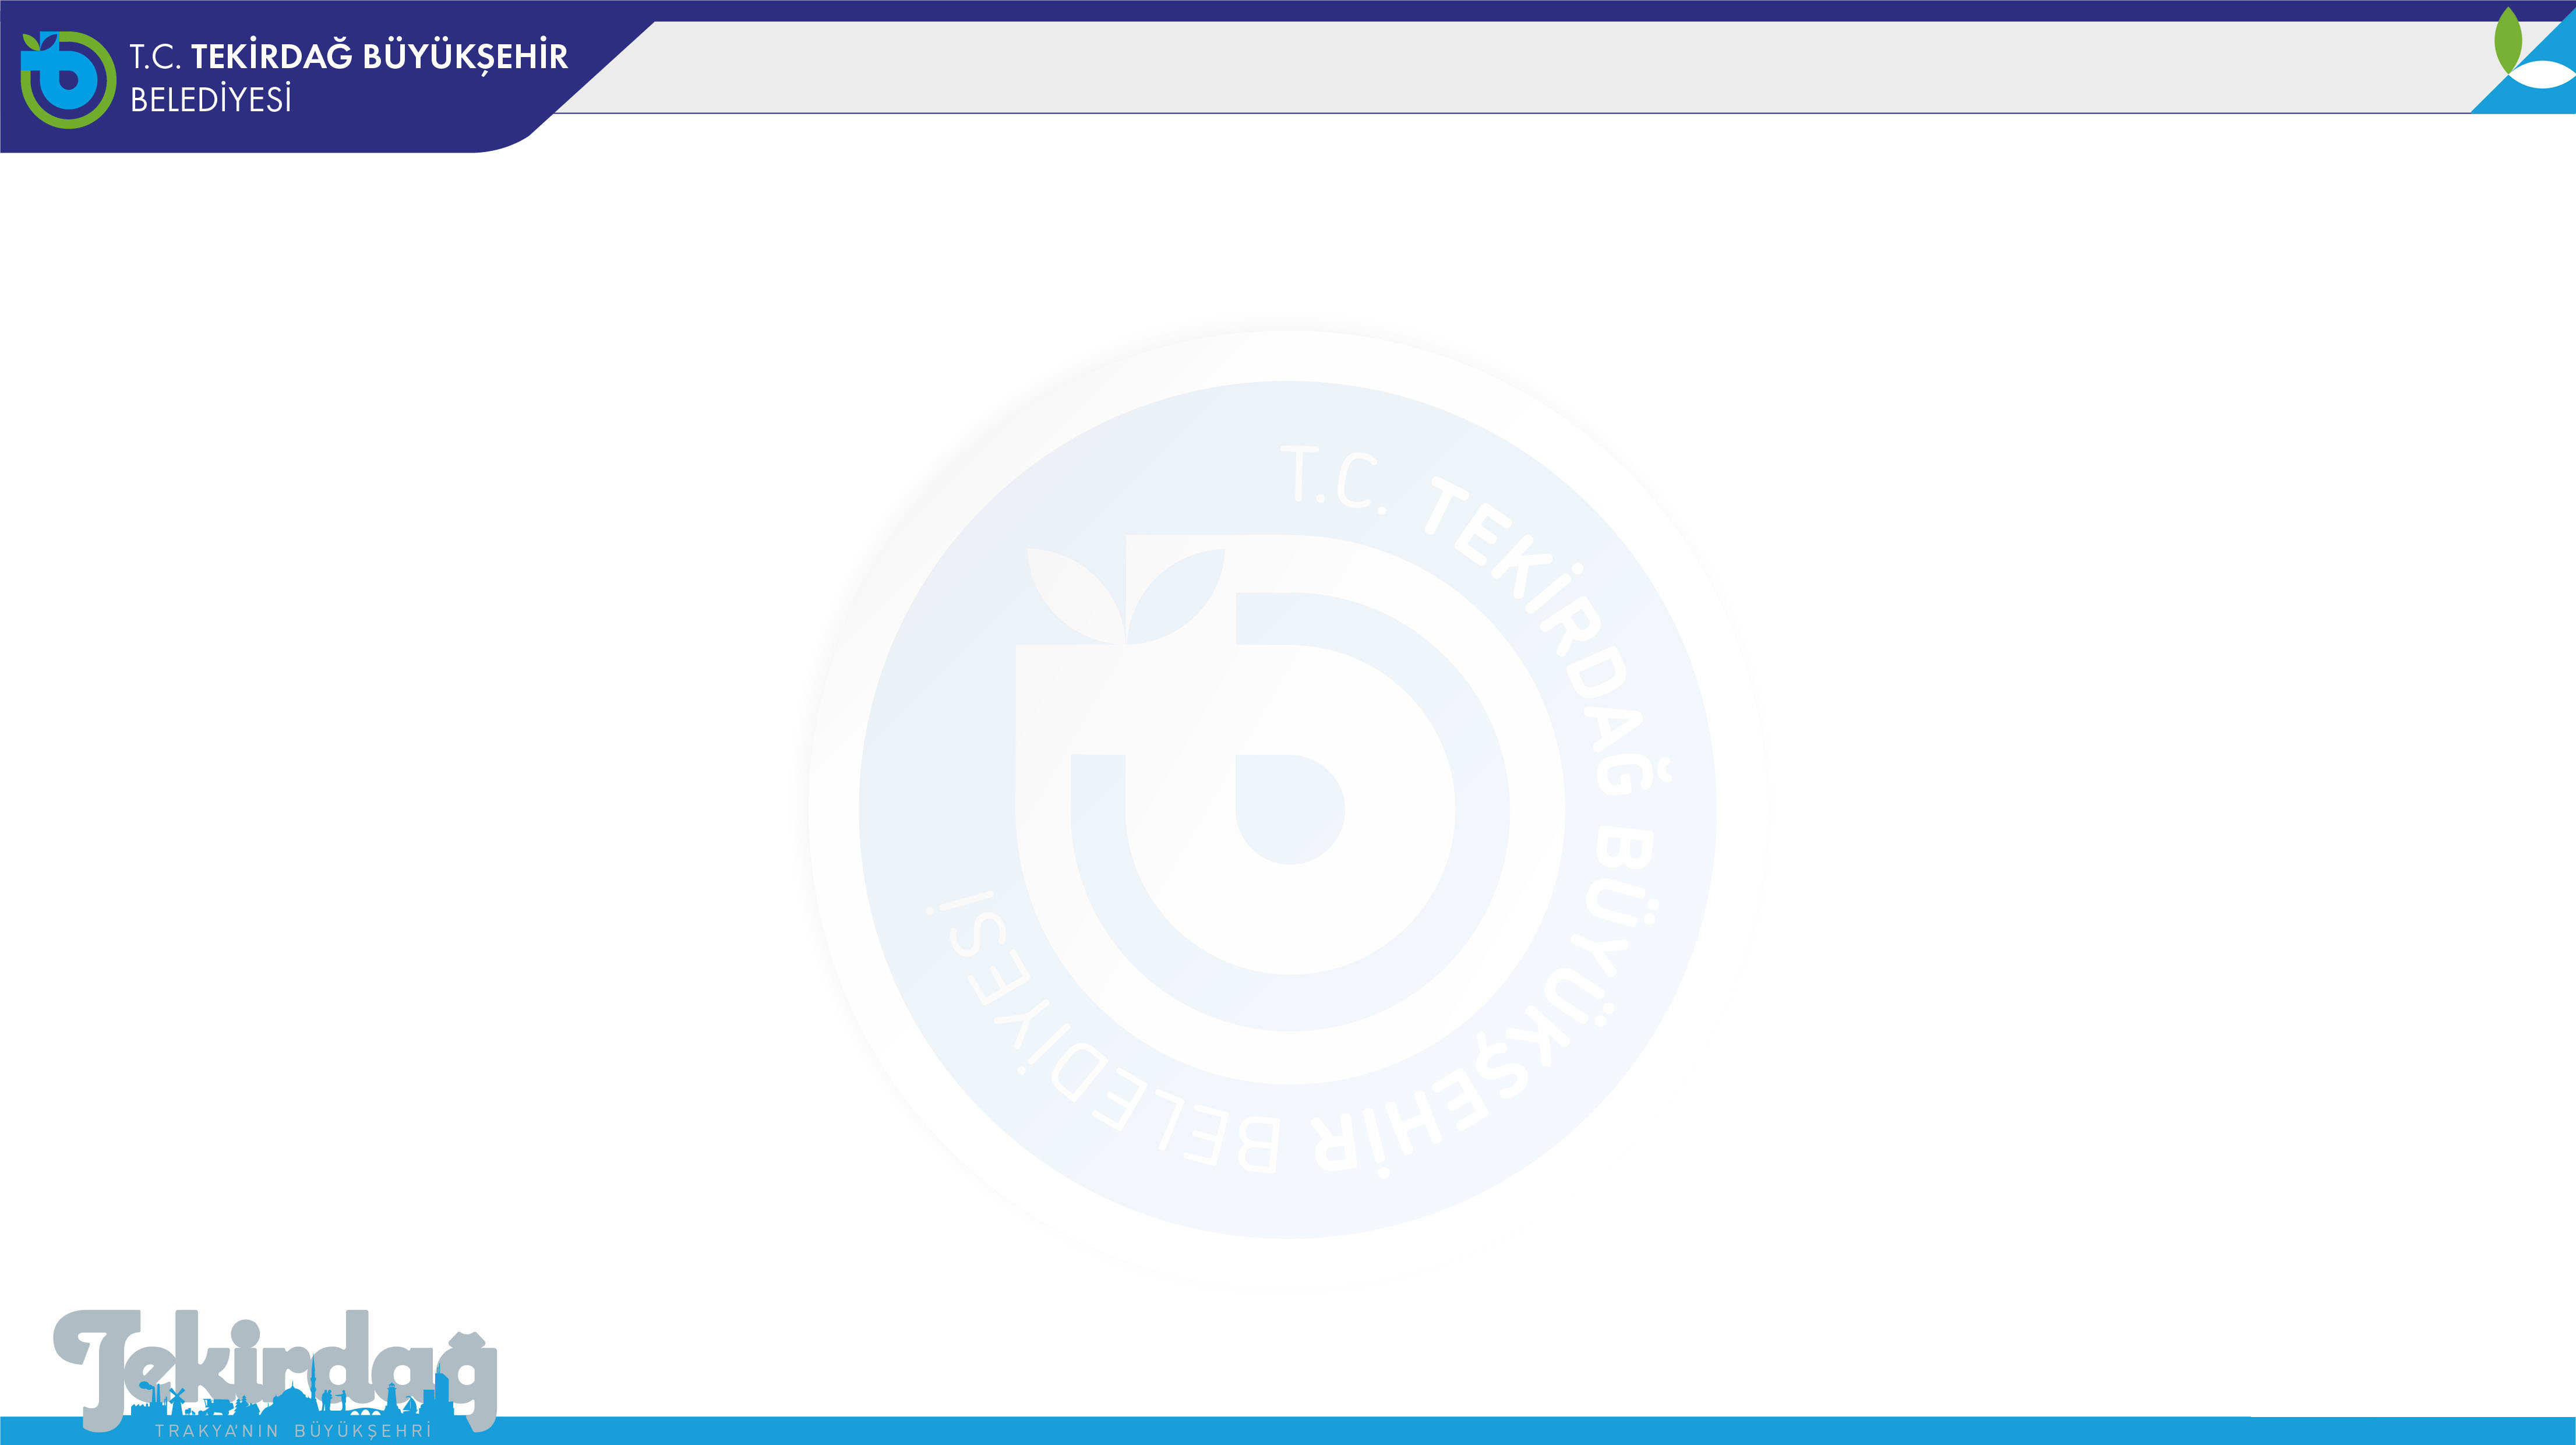 T.C. TEKİRDAĞ BÜYÜKŞEHİR
BELEDİYESİ
T.C. TEKİRDAĞ BÜYÜKŞEHİR BELEDİYESİ
Tekirdağ
TRAKYA'NIN BÜYÜKŞEHRİ